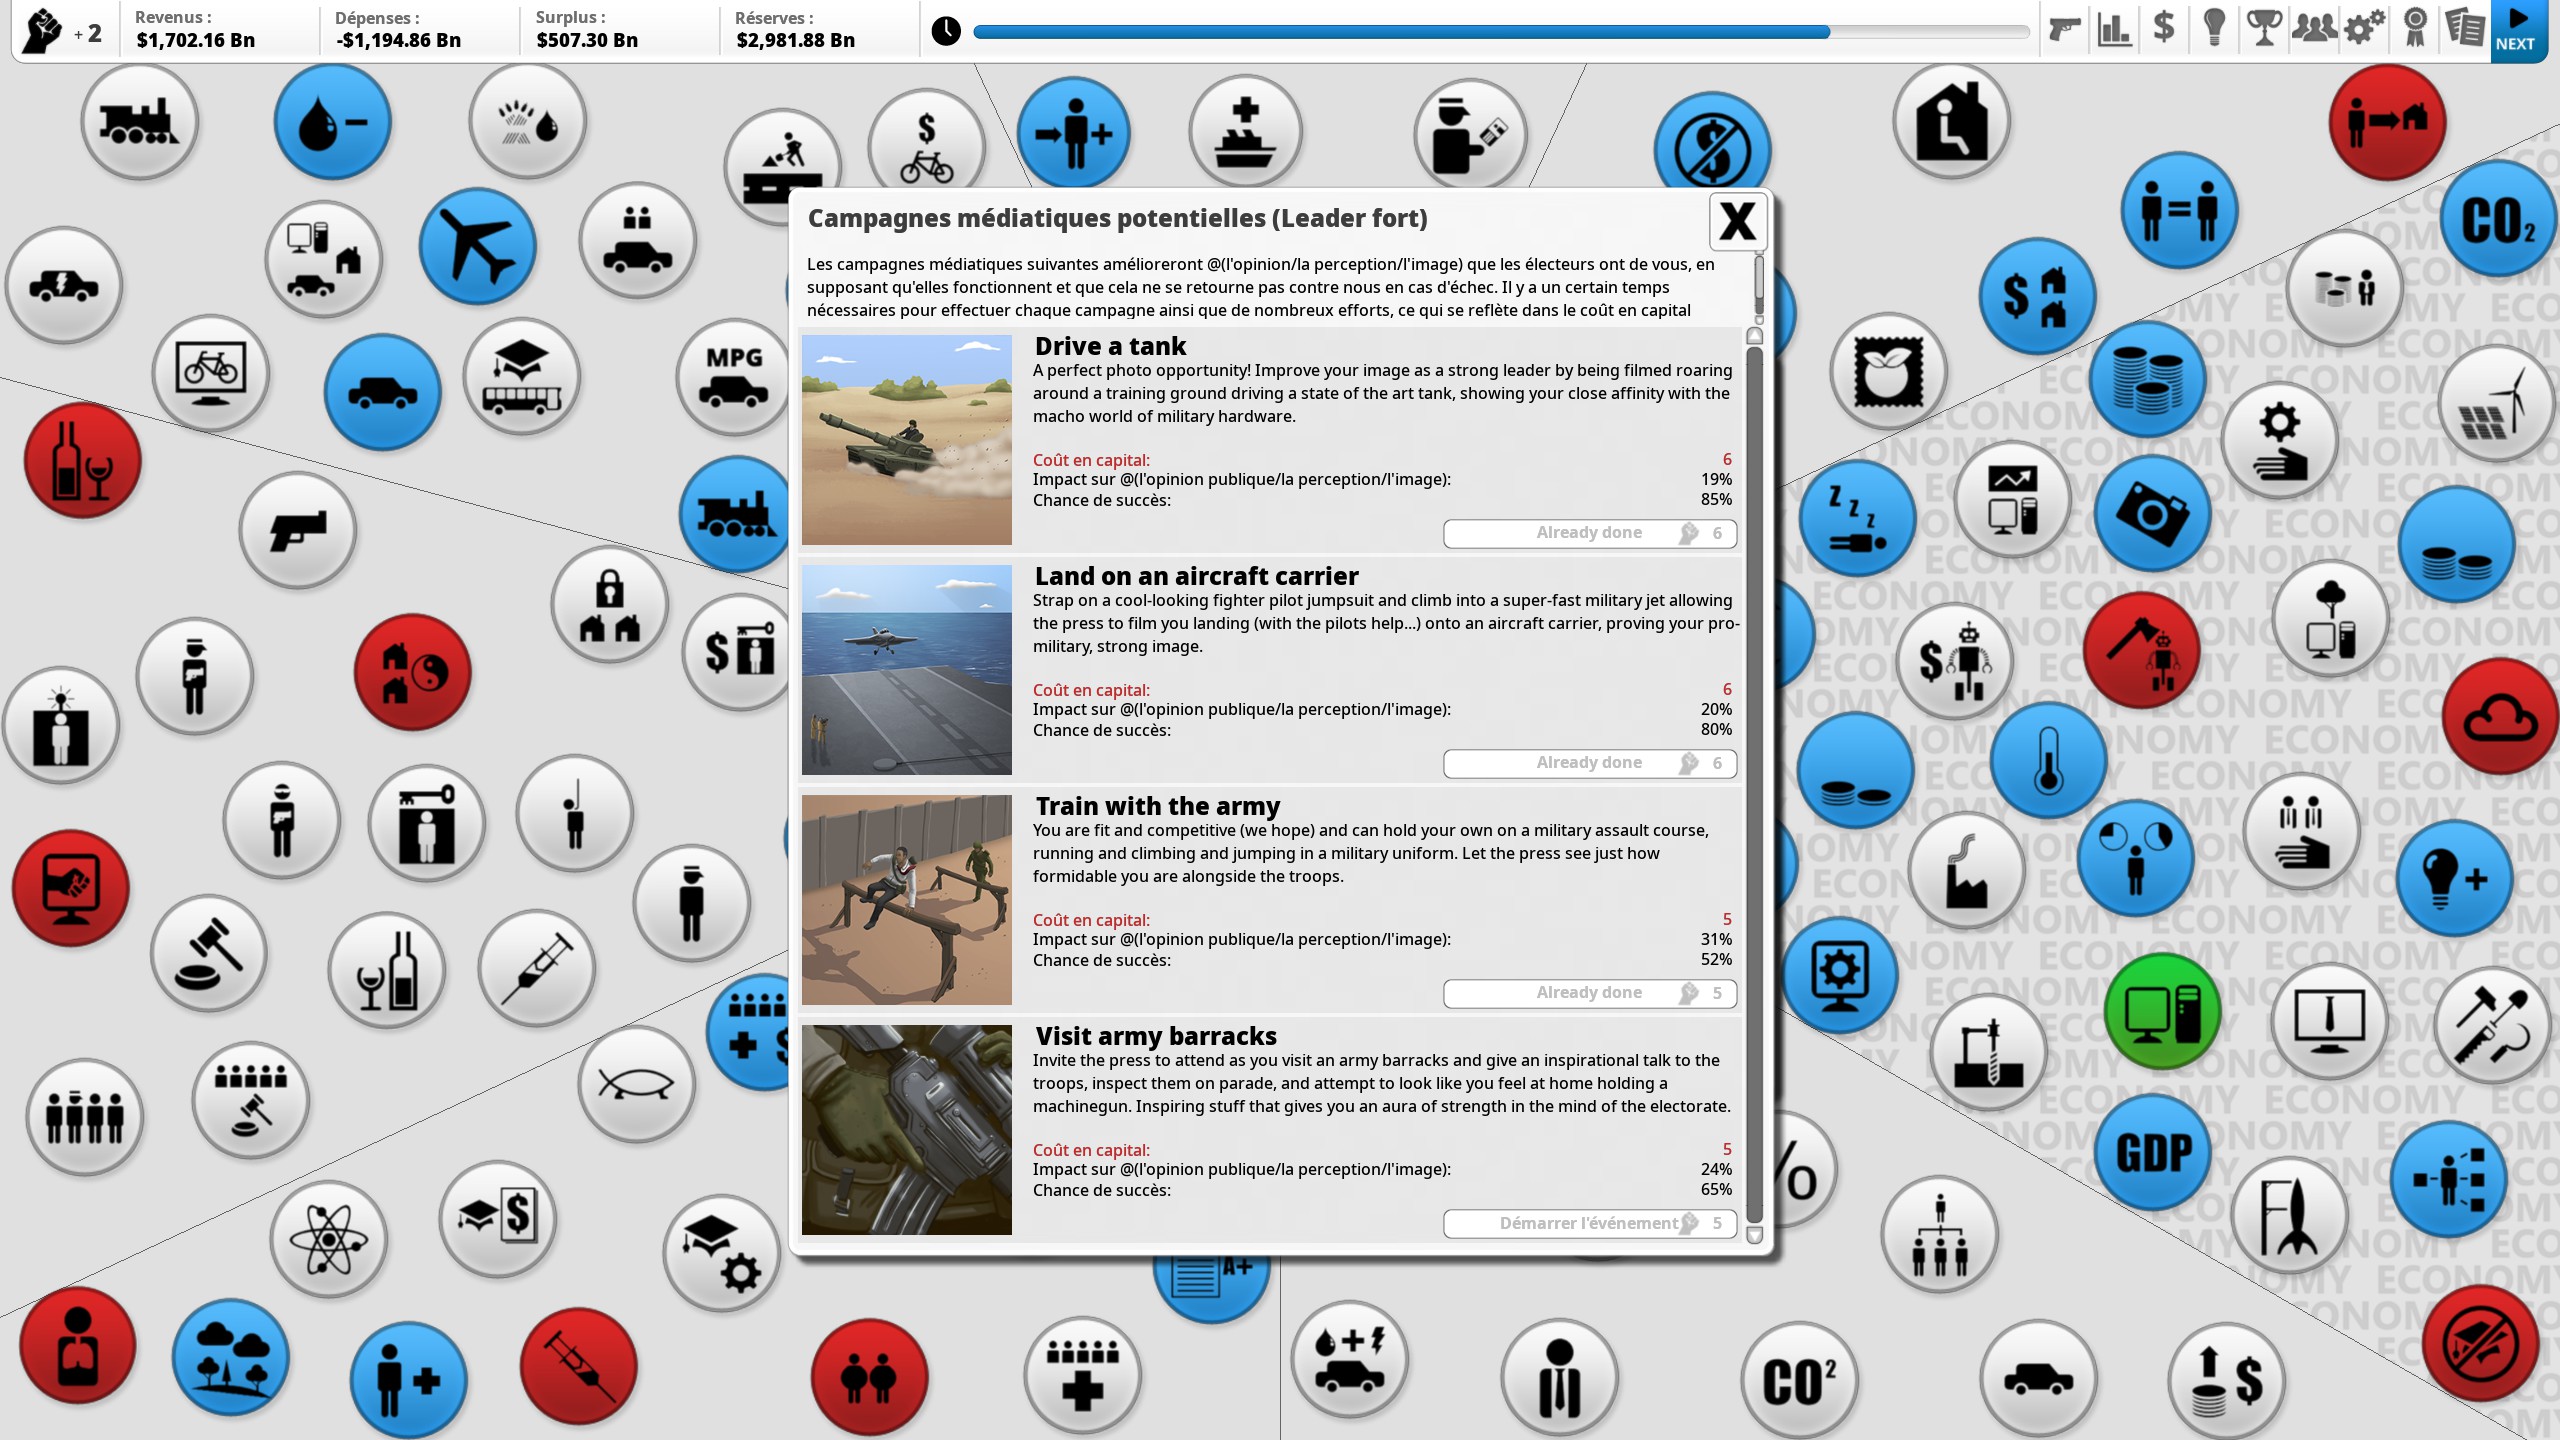 + 2
Revenus :
$1,702.16 Bn
Dépenses :
-$1,194.86 Bn
Surplus :
$507.30 Bn
Réserves :
$2,981.88 Bn
NEXT
Campagnes médiatiques potentielles (Leader fort)
X
Les campagnes médiatiques suivantes amélioreront @(l'opinion/la perception/l'image) que les électeurs ont de vous, en
supposant qu'elles fonctionnent et que cela ne se retourne pas contre nous en cas d'échec. Il y a un certain temps
nécessaires pour effectuer chaque campagne ainsi que de nombreux efforts, ce qui se reflète dans le coût en capital
Drive a tank
A perfect photo opportunity! Improve your image as a strong leader by being filmed roaring
around a training ground driving a state of the art tank, showing your close affinity with the
macho world of military hardware.
Coût en capital: 6
Impact sur @(l'opinion publique/la perception/l'image): 19%
Chance de succès: 85%
Already done 6
Land on an aircraft carrier
Strap on a cool-looking fighter pilot jumpsuit and climb into a super-fast military jet allowing
the press to film you landing (with the pilots help...) onto an aircraft carrier, proving your pro-
military, strong image.
Coût en capital: 6
Impact sur @(l'opinion publique/la perception/l'image): 20%
Chance de succès: 80%
Already done 6
Train with the army
You are fit and competitive (we hope) and can hold your own on a military assault course,
running and climbing and jumping in a military uniform. Let the press see just how
formidable you are alongside the troops.
Coût en capital: 5
Impact sur @(l'opinion publique/la perception/l'image): 31%
Chance de succès: 52%
Already done 5
Visit army barracks
Invite the press to attend as you visit an army barracks and give an inspirational talk to the
troops, inspect them on parade, and attempt to look like you feel at home holding a
machinegun. Inspiring stuff that gives you an aura of strength in the mind of the electorate.
Coût en capital: 5
Impact sur @(l'opinion publique/la perception/l'image): 24%
Chance de succès: 65%
Démarrer l'événement 5
MPG
CO2
ECONOMY
GDP
%
A+
CO²